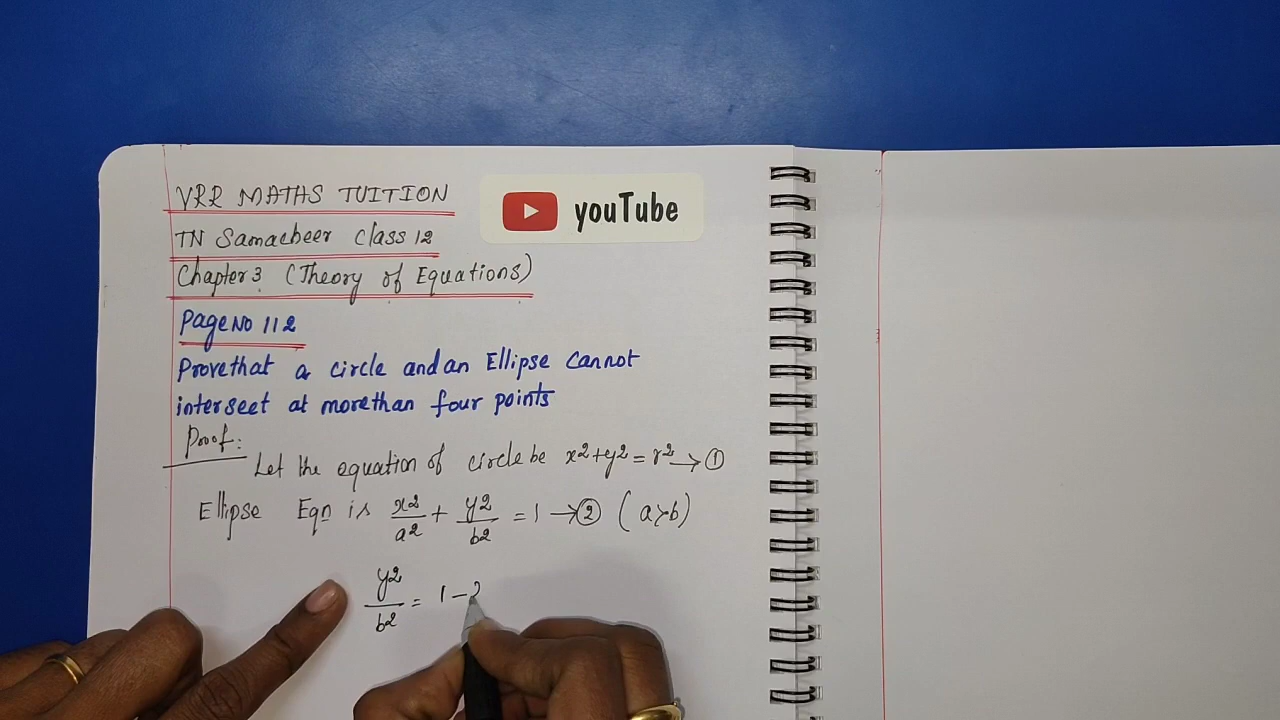 VRR MATHS TUITION
youTube
TN Samacheer Class 12
Chapter 3 (Theory of Equations)
Page No 112
Prove that a circle and an Ellipse cannot
intersect at more than four points
Proof:
Let the equation of circle be x² + y² = r² → ①
Ellipse Eqn is x²/a² + y²/b² = 1 → ② (a>b)
y²/b² = 1 -